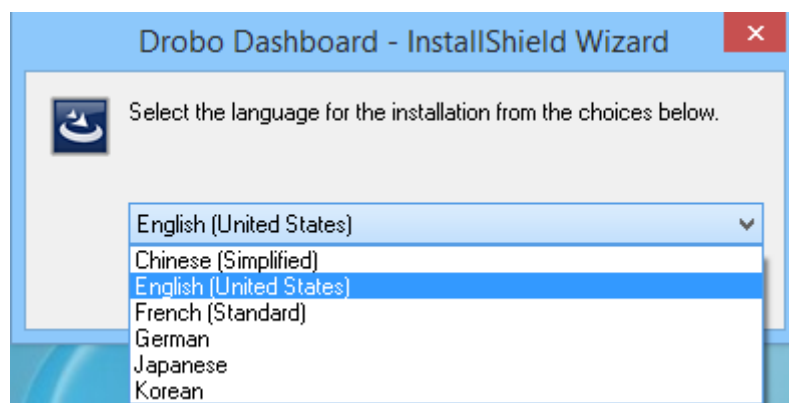 Drobo Dashboard - InstallShield Wizard
Select the language for the installation from the choices below.
English (United States)
Chinese (Simplified)
English (United States)
French (Standard)
German
Japanese
Korean